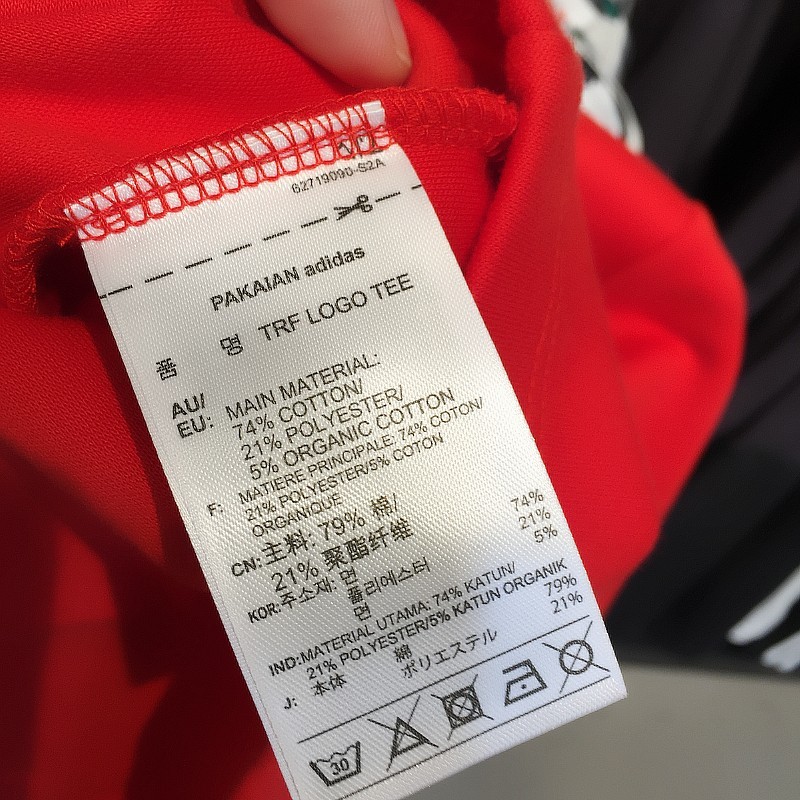 62719090-S2A
PAKAIAN adidas
품 명 TRF LOGO TEE
AU/
EU: MAIN MATERIAL:
74% COTTON/
21% POLYESTER/
5% ORGANIC COTTON
F: MATIERE PRINCIPALE: 74% COTON/
21% POLYESTER/5% COTON
ORGANIQUE
CN: 主料: 79% 棉/
21% 聚酯纤维
KOR: 주소재: 면 74%
폴리에스터 21%
면 5%
IND: MATERIAL UTAMA: 74% KATUN/
21% POLYESTER/5% KATUN ORGANIK
J: 本体 綿 79%
ポリエステル 21%
30